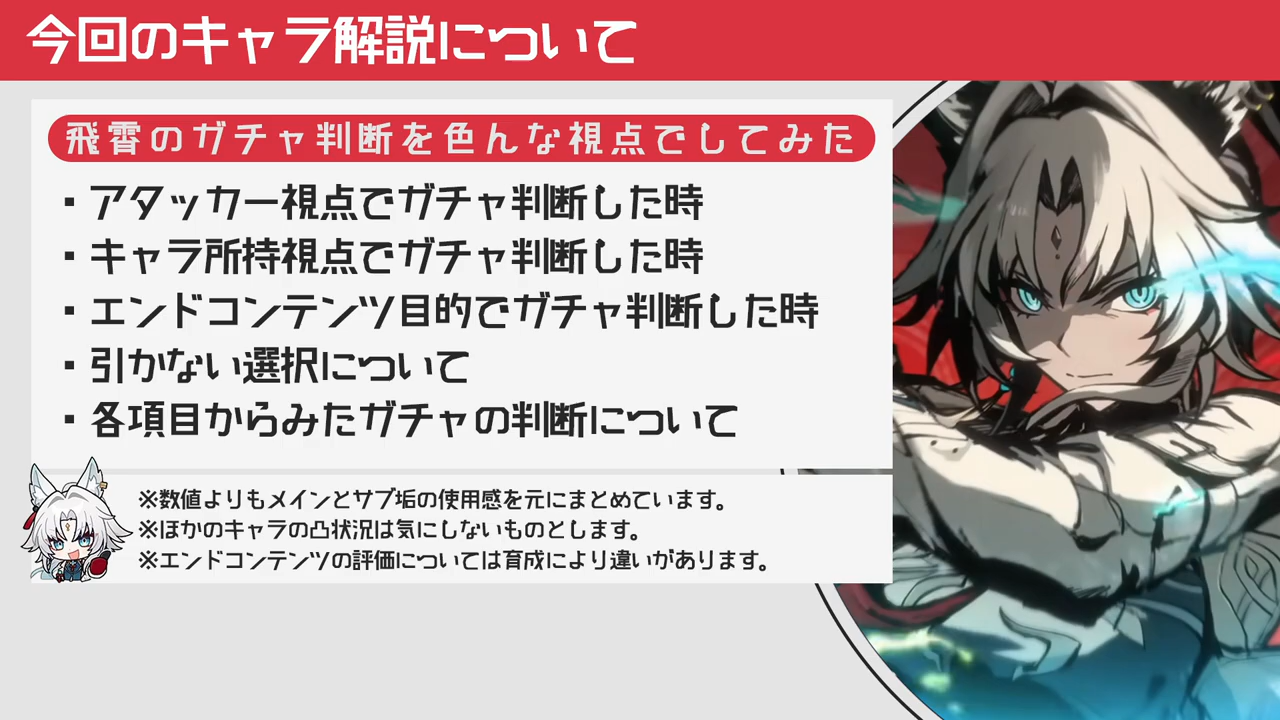 今回のキャラ解説について
飛霄のガチャ判断を色んな視点でしてみた
・アタッカー視点でガチャ判断した時
・キャラ所持視点でガチャ判断した時
・エンドコンテンツ目的でガチャ判断した時
・引かない選択について
・各項目からみたガチャの判断について
※数値よりもメインとサブ垢の使用感を元にまとめています。
※ほかのキャラの凸状況は気にしないものとします。
※エンドコンテンツの評価については育成により違いがあります。